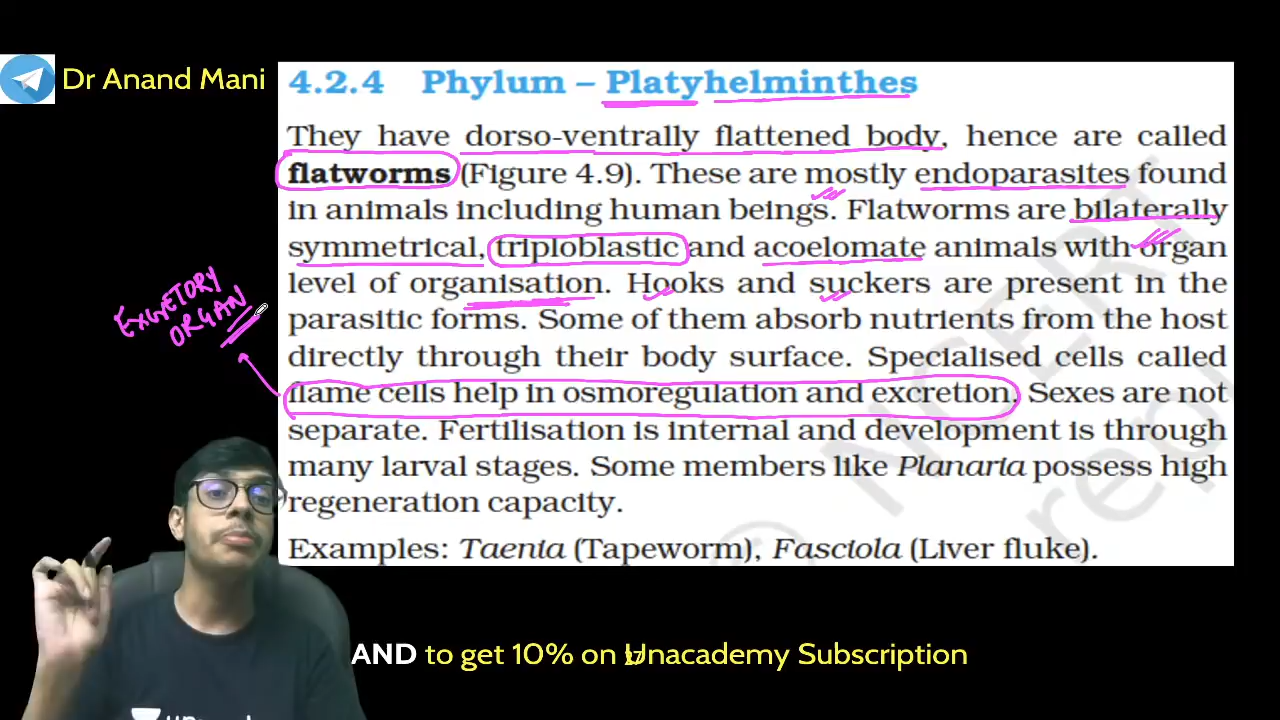 Dr Anand Mani
4.2.4 Phylum – Platyhelminthes
They have dorso-ventrally flattened body, hence are called
flatworms (Figure 4.9). These are mostly endoparasites found
in animals including human beings. Flatworms are bilaterally
symmetrical, triploblastic and acoelomate animals with organ
level of organisation. Hooks and suckers are present in the
parasitic forms. Some of them absorb nutrients from the host
directly through their body surface. Specialised cells called
flame cells help in osmoregulation and excretion. Sexes are not
separate. Fertilisation is internal and development is through
many larval stages. Some members like Planaria possess high
regeneration capacity.
Examples: Taenia (Tapeworm), Fasciola (Liver fluke).
EXCRETORY
ORGAN
© NCERT
AND to get 10% on Unacademy Subscription